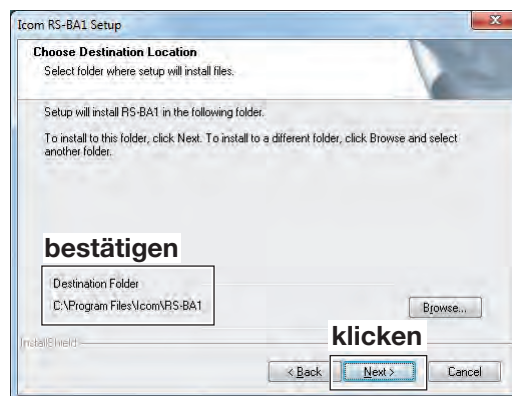 Icom RS-BA1 Setup
Choose Destination Location
Select folder where setup will install files.
Setup will install RS-BA1 in the following folder.
To install to this folder, click Next. To install to a different folder, click Browse and select
another folder.
bestätigen
Destination Folder
C:\Program Files\Icom\RS-BA1
Browse...
klicken
InstallShield
< Back
Next >
Cancel